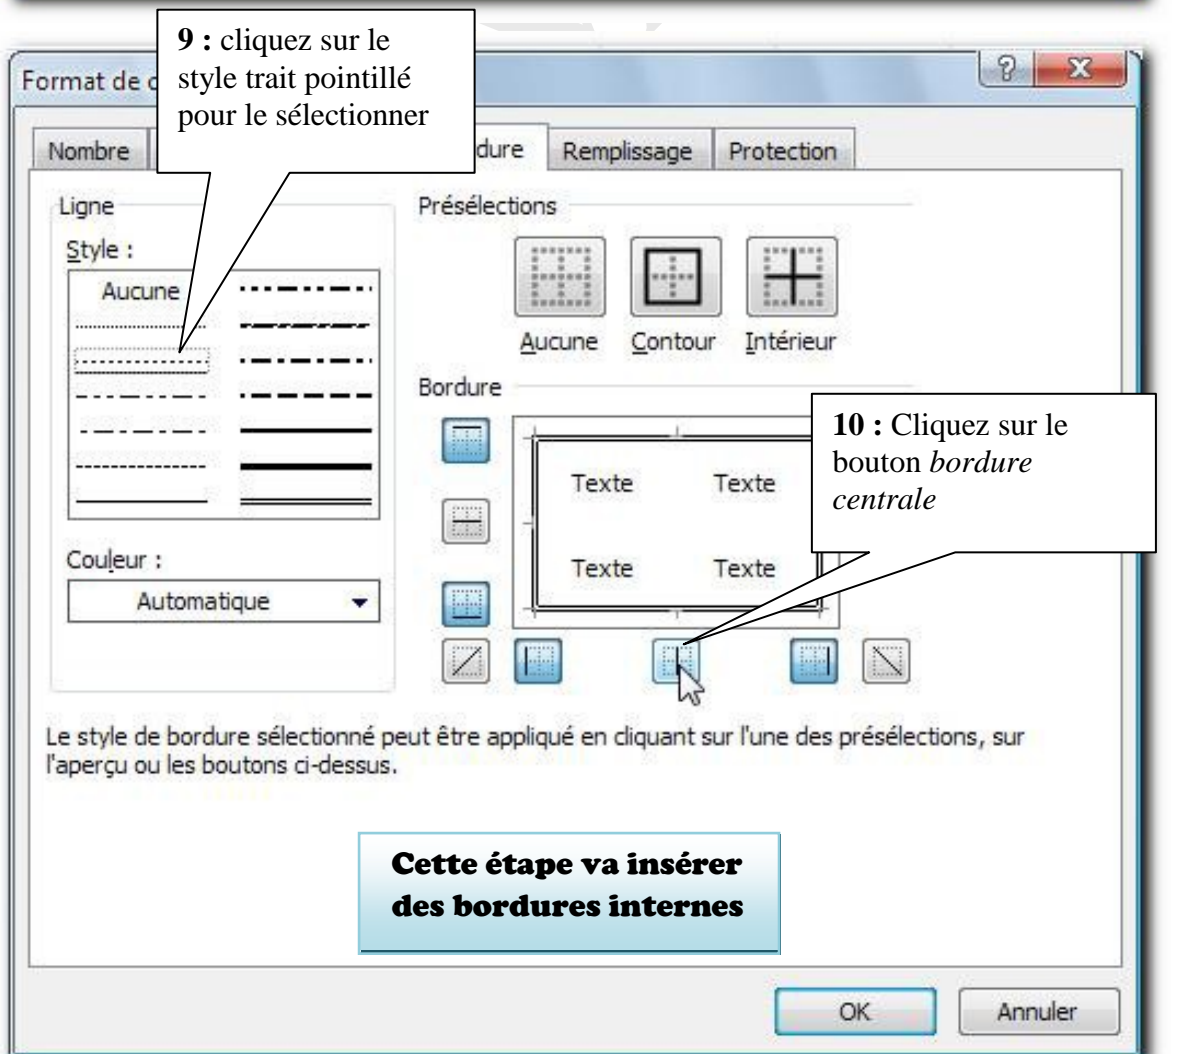 9 : cliquez sur le
style trait pointillé
pour le sélectionner
Format de c
Nombre
dure
Remplissage
Protection
Ligne
Style :
Aucune
Couleur :
Automatique
Présélections
Aucune
Contour
Intérieur
Bordure
Texte
Texte
Texte
Texte
10 : Cliquez sur le
bouton bordure
centrale
Le style de bordure sélectionné peut être appliqué en cliquant sur l'une des présélections, sur
l'aperçu ou les boutons ci-dessus.
Cette étape va insérer
des bordures internes
OK
Annuler